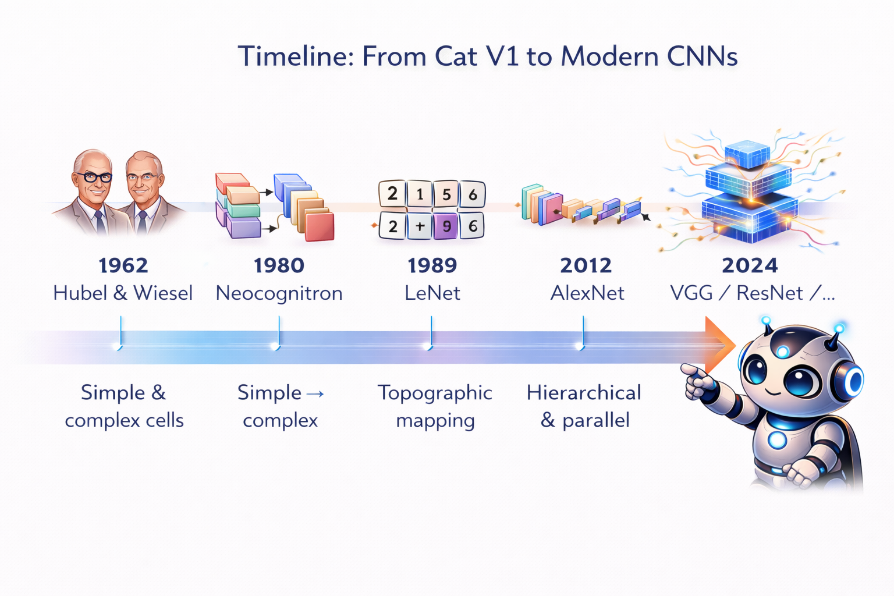 Timeline: From Cat V1 to Modern CNNs
2 1 5 6
2 + 9 6
1962
Hubel & Wiesel
1980
Neocognitron
1989
LeNet
2012
AlexNet
2024
VGG / ResNet /...
Simple &
complex cells
Simple →
complex
Topographic
mapping
Hierarchical
& parallel